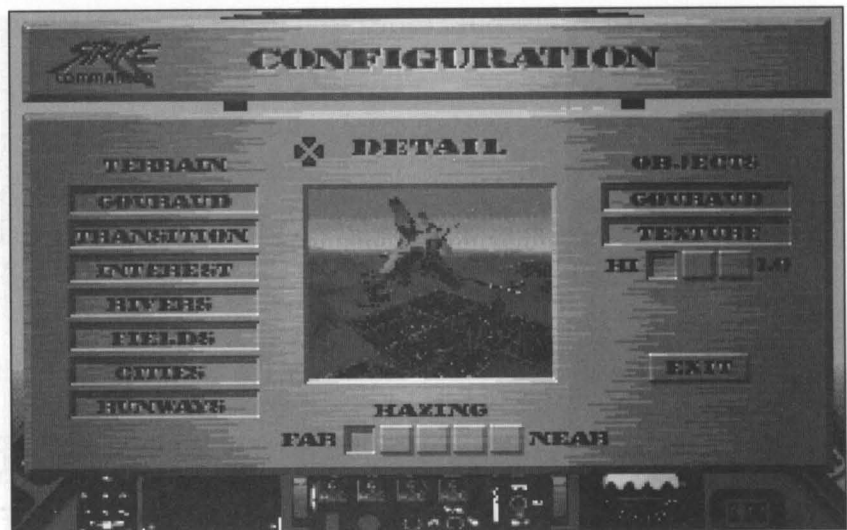 STRIKE
COMMANDER
CONFIGURATION
DETAIL
TERRAIN
GOURAUD
TRANSITION
INTEREST
RIVERS
FIELDS
CITIES
RUNWAYS
OBJECTS
GOURAUD
TEXTURE
HI LO
EXIT
HAZING
FAR NEAR